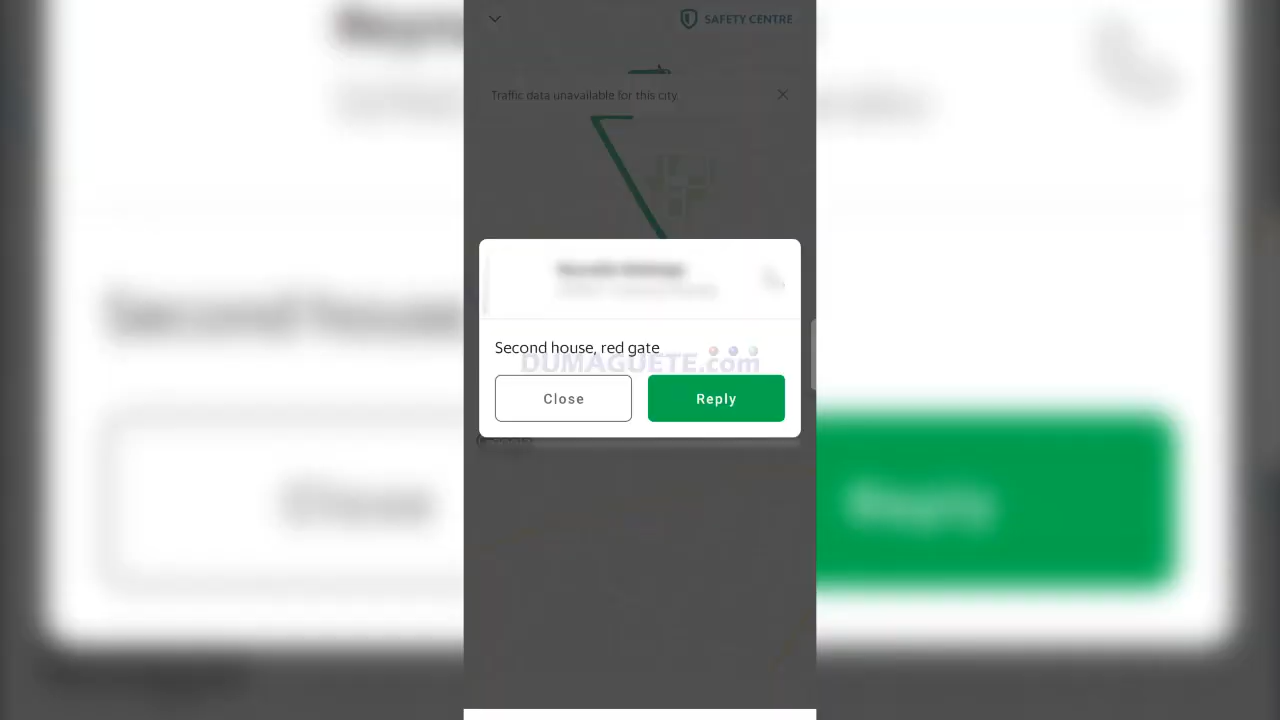 SAFETY CENTRE
Traffic data unavailable for this city.
Second house, red gate
DUMAGUETE.com
Close
Reply